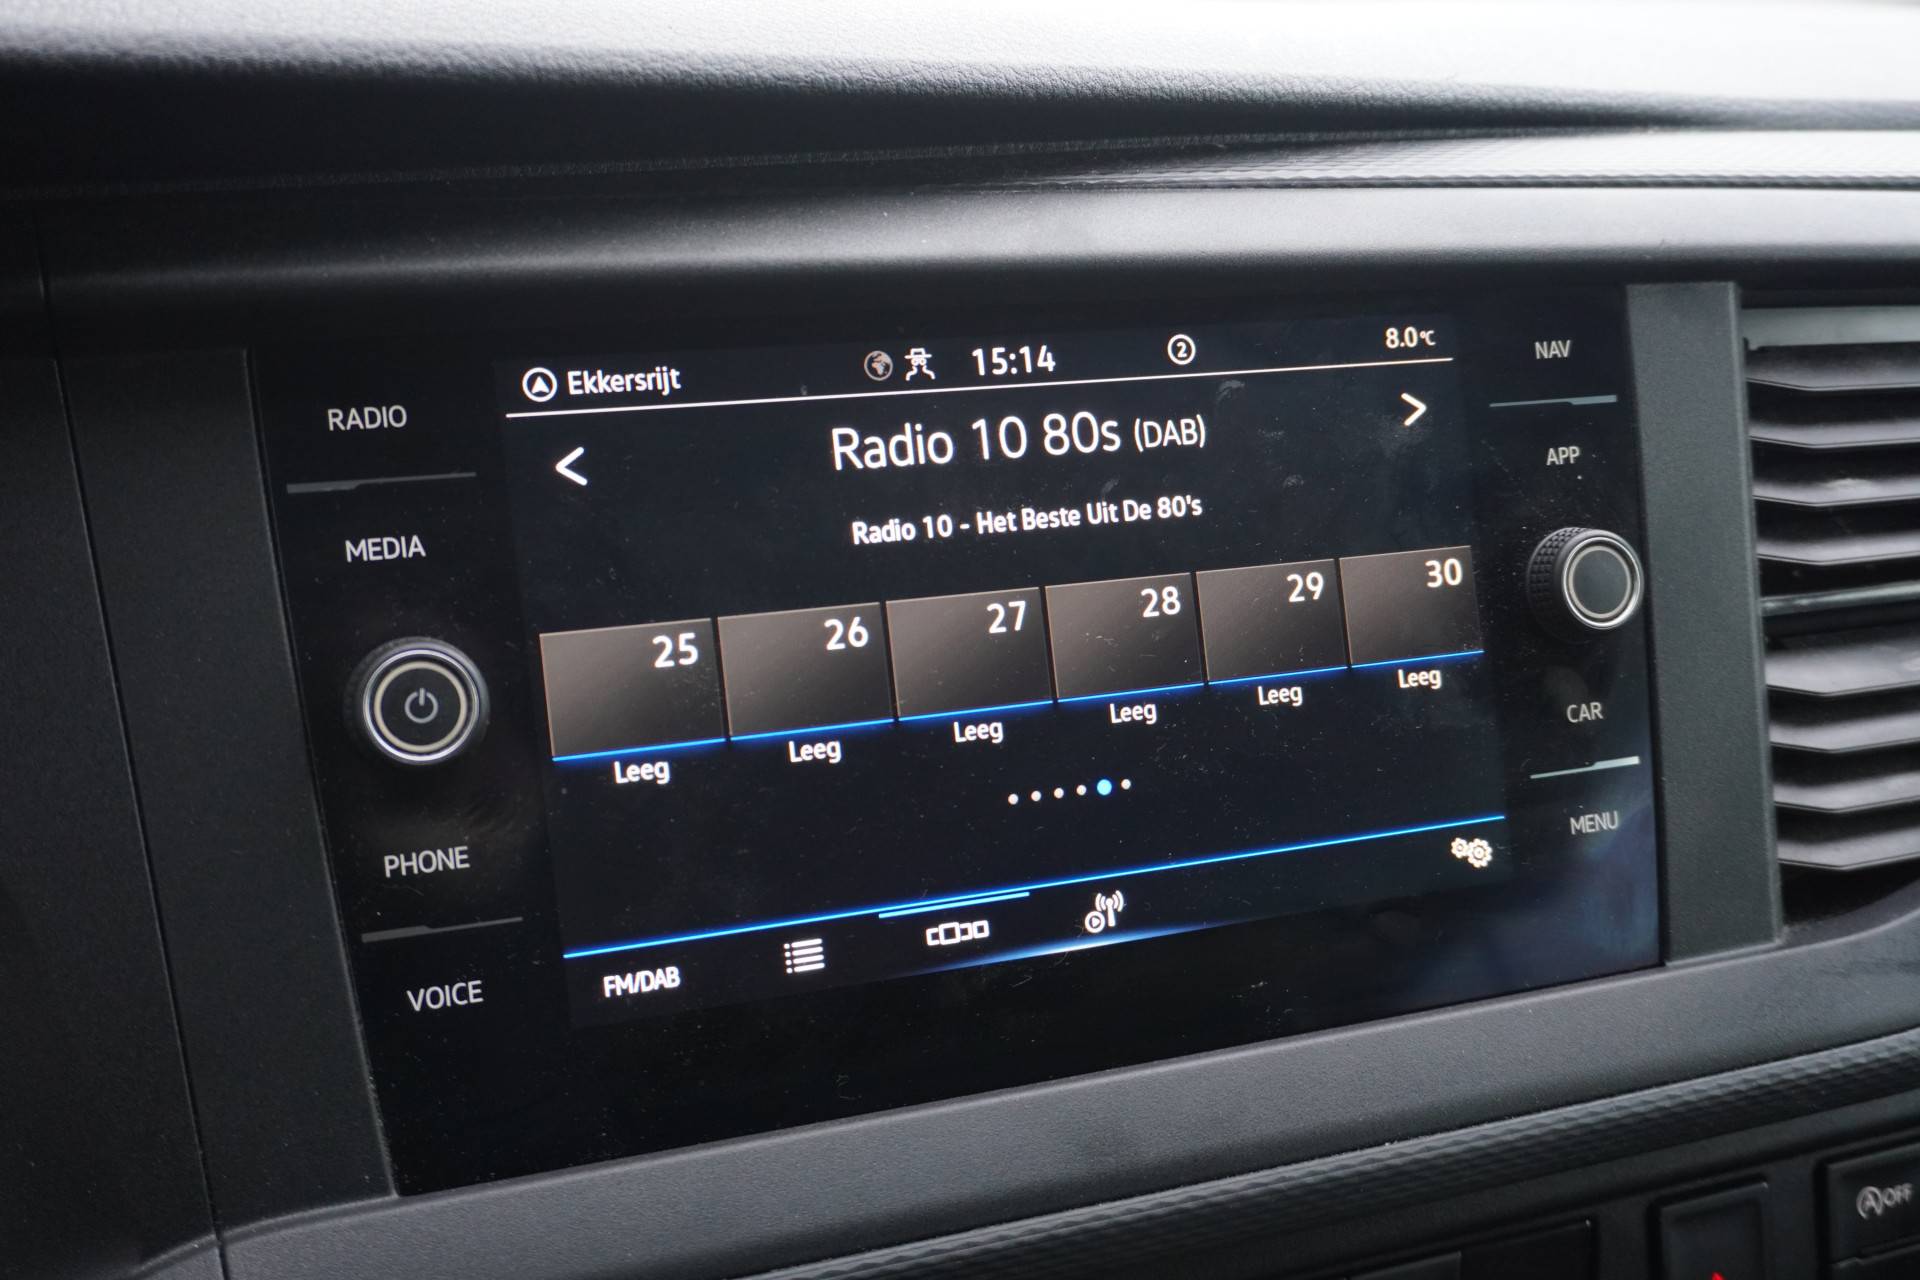 Ekkersrijt 15:14 2 8.0°C
RADIO
MEDIA
PHONE
VOICE
< Radio 10 80s (DAB) >
Radio 10 - Het Beste Uit De 80's
25 26 27 28 29 30
Leeg Leeg Leeg Leeg Leeg Leeg
FM/DAB
NAV
APP
CAR
MENU
A OFF